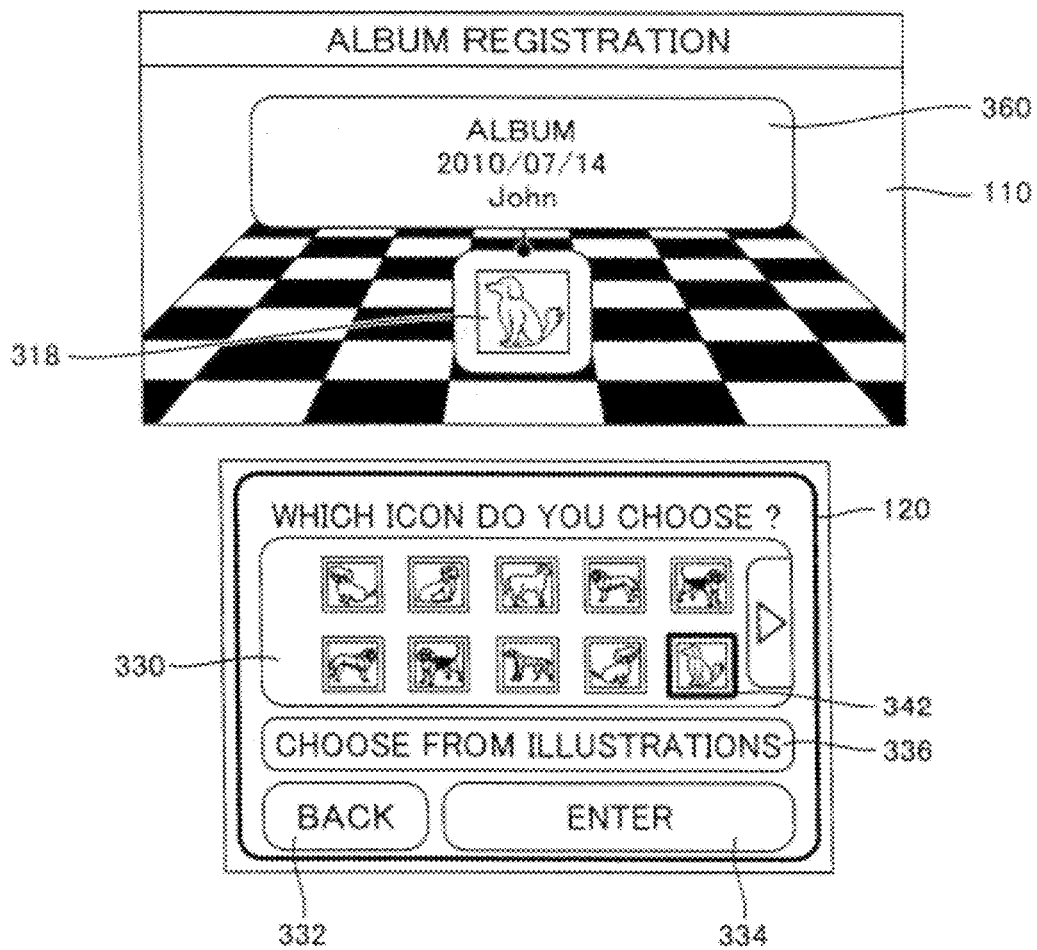 ALBUM REGISTRATION
ALBUM
2010/07/14
John
360
110
318
WHICH ICON DO YOU CHOOSE ?
120
330
342
CHOOSE FROM ILLUSTRATIONS
336
BACK
ENTER
332
334